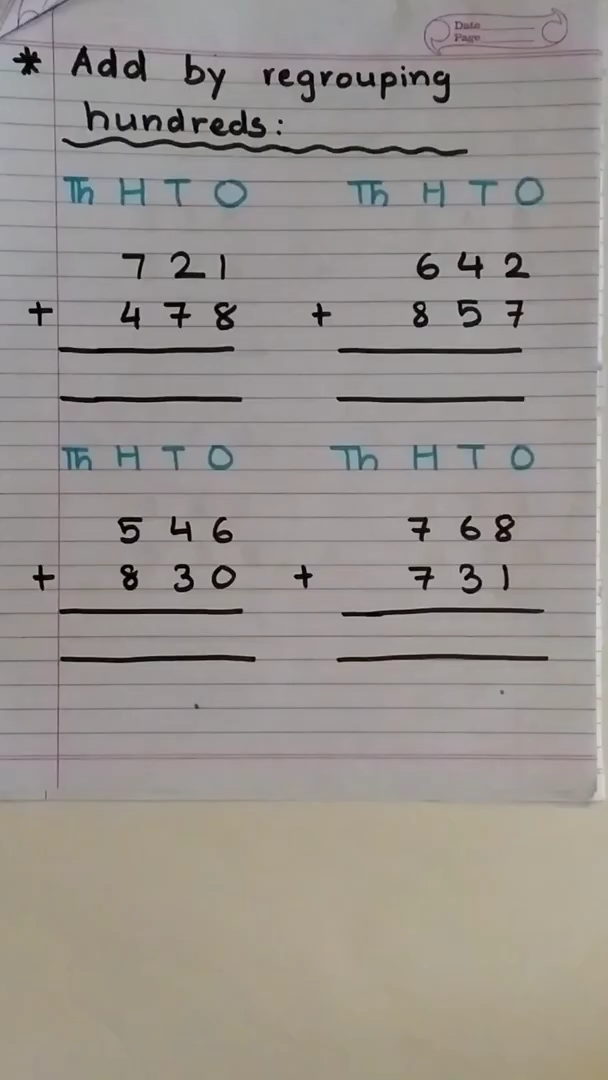 Date
Page
* Add by regrouping
hundreds:
Th H T O Th H T O
7 2 1 6 4 2
+ 4 7 8 + 8 5 7
Th H T O Th H T O
5 4 6 7 6 8
+ 8 3 0 + 7 3 1